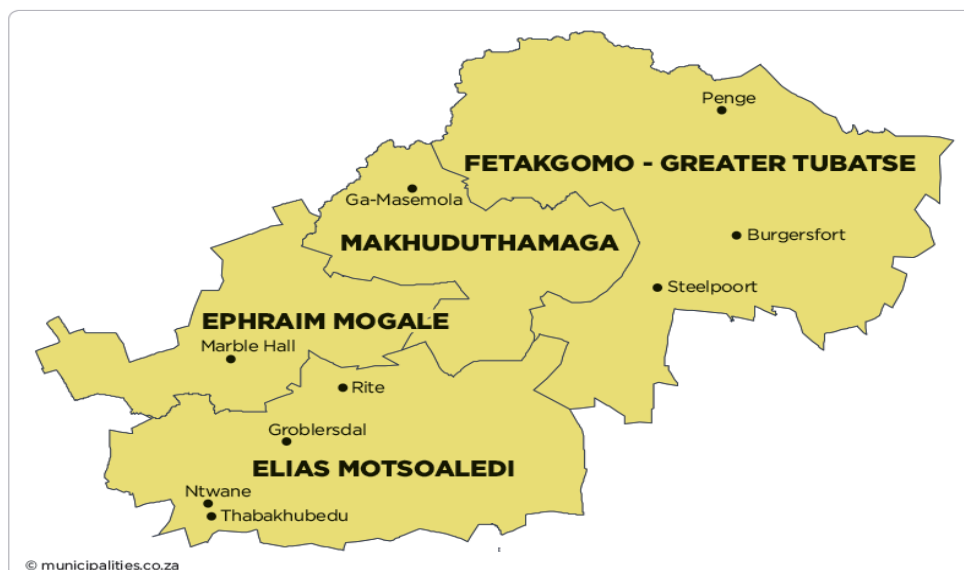 Penge
FETAKGOMO - GREATER TUBATSE
Ga-Masemola
MAKHUDUTHAMAGA
Burgersfort
Steelpoort
EPHRAIM MOGALE
Marble Hall
Rite
Groblersdal
ELIAS MOTSOALEDI
Ntwane
Thabakhubedu
© municipalities.co.za